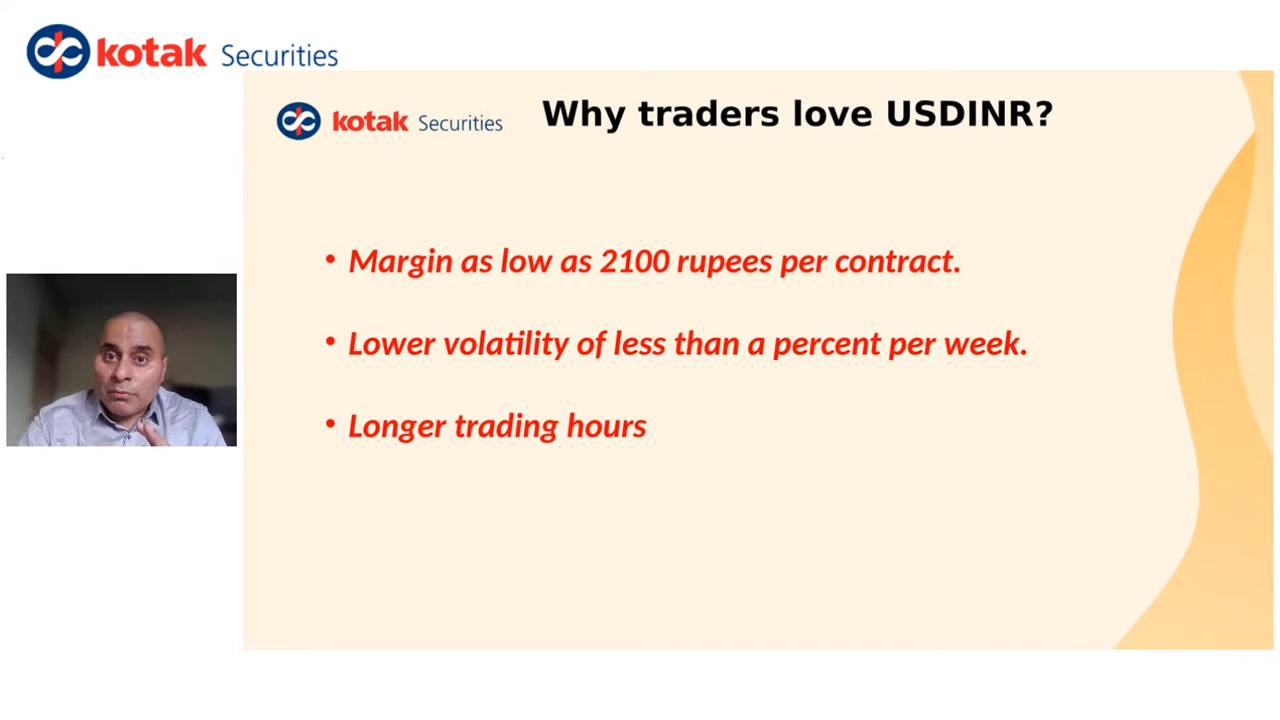 kotak Securities
kotak Securities
Why traders love USDINR?
• Margin as low as 2100 rupees per contract.
• Lower volatility of less than a percent per week.
• Longer trading hours